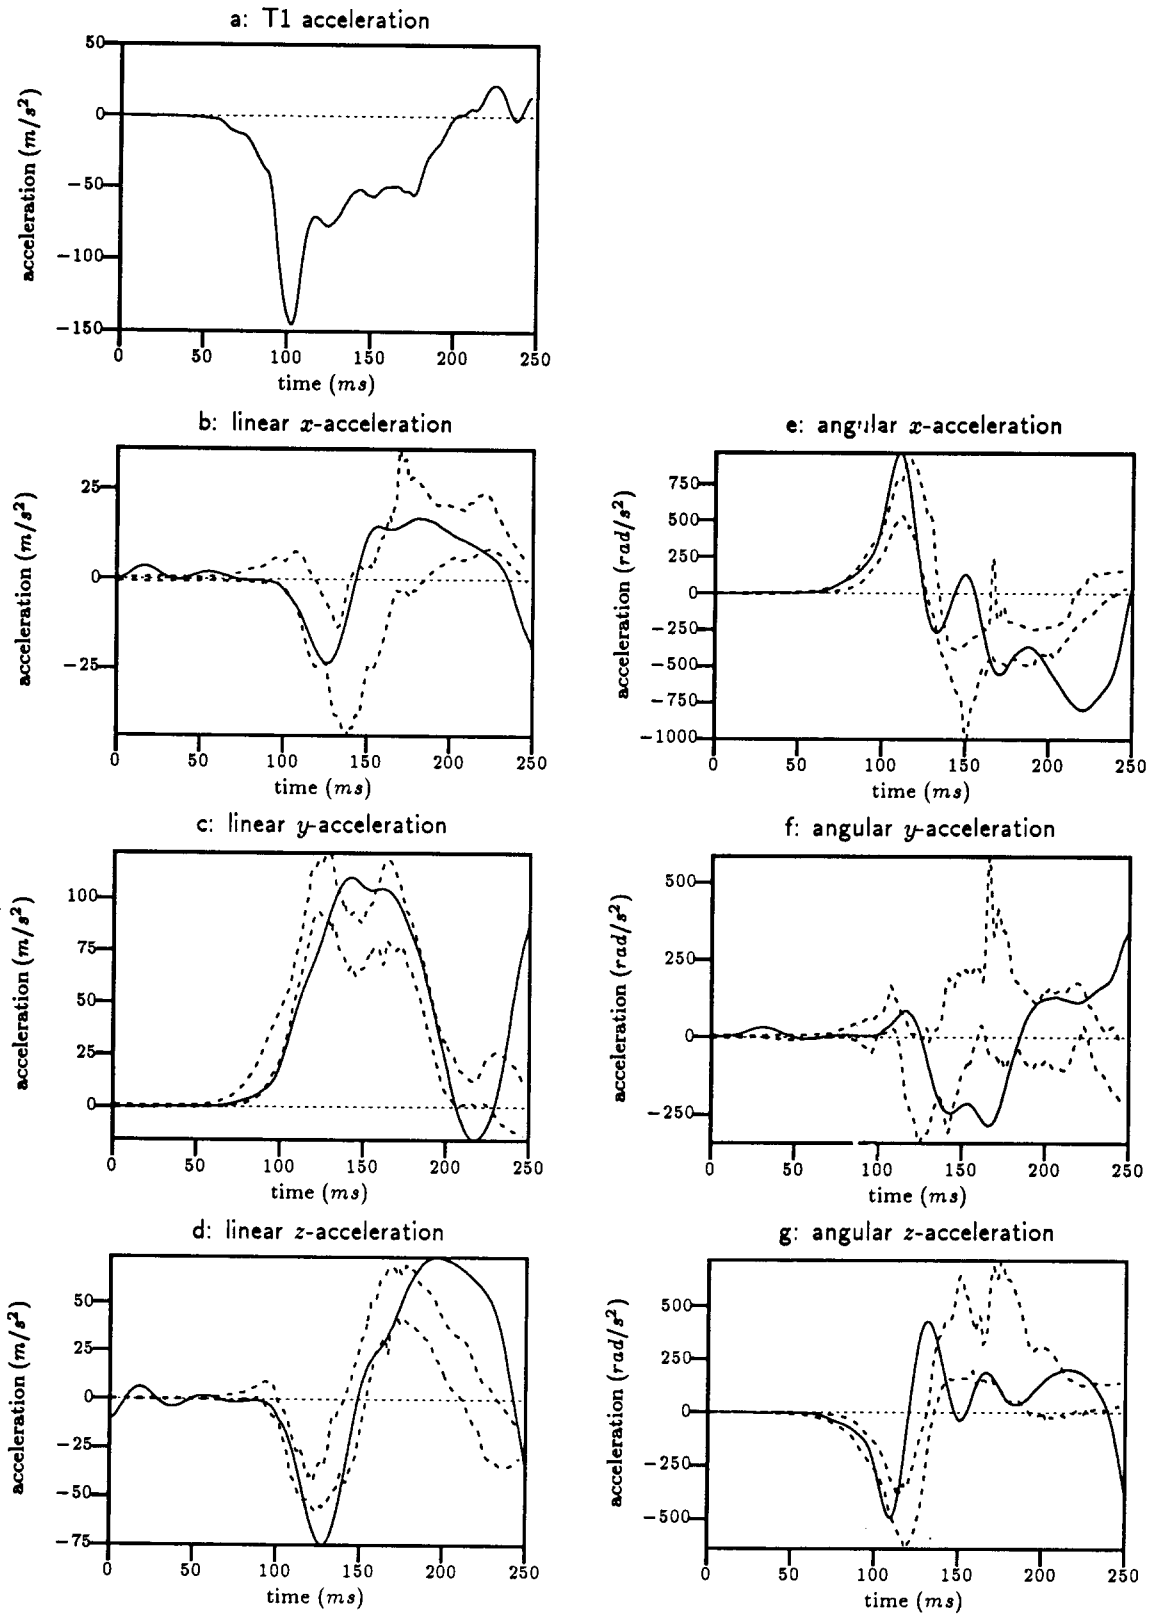 a: T1 acceleration
50
0
−50
−100
−150
acceleration (m/s²)
0 50 100 150 200 250
time (ms)
b: linear x-acceleration
25
0
−25
acceleration (m/s²)
0 50 100 150 200 250
time (ms)
e: angular x-acceleration
750
500
250
0
−250
−500
−750
−1000
acceleration (rad/s²)
0 50 100 150 200 250
time (ms)
c: linear y-acceleration
100
75
50
25
0
acceleration (m/s²)
0 50 100 150 200 250
time (ms)
f: angular y-acceleration
500
250
0
−250
acceleration (rad/s²)
0 50 100 150 200 250
time (ms)
d: linear z-acceleration
50
25
0
−25
−50
−75
acceleration (m/s²)
0 50 100 150 200 250
time (ms)
g: angular z-acceleration
500
250
0
−250
−500
acceleration (rad/s²)
0 50 100 150 200 250
time (ms)